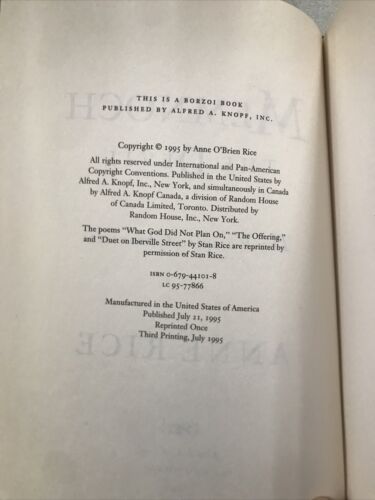 THIS IS A BORZOI BOOK
PUBLISHED BY ALFRED A. KNOPF, INC.
Copyright © 1995 by Anne O'Brien Rice
All rights reserved under International and Pan-American
Copyright Conventions. Published in the United States by
Alfred A. Knopf, Inc., New York, and simultaneously in Canada
by Alfred A. Knopf Canada, a division of Random House
of Canada Limited, Toronto. Distributed by
Random House, Inc., New York.
The poems "What God Did Not Plan On," "The Offering,"
and "Duet on Iberville Street" by Stan Rice are reprinted by
permission of Stan Rice.
ISBN 0-679-44101-8
LC 95-77866
Manufactured in the United States of America
Published July 21, 1995
Reprinted Once
Third Printing, July 1995